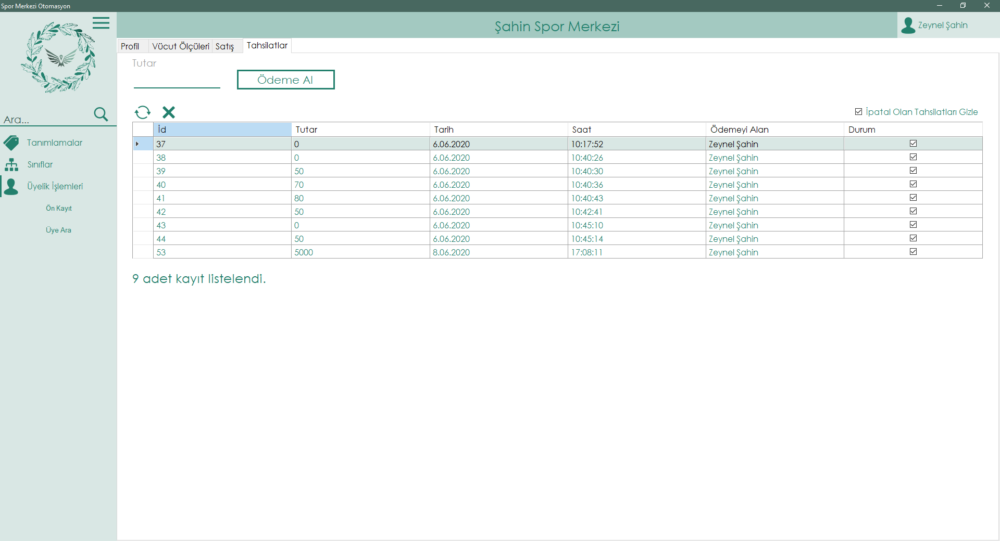 Spor Merkezi Otomasyon
Şahin Spor Merkezi
Zeynel Şahin
Profil Vücut Ölçüleri Satış Tahsilatlar
Tutar
Ödeme Al
Ara...
İpatal Olan Tahsilatları Gizle
Tanımlamalar
Sınıflar
Üyelik İşlemleri
Ön Kayıt
Üye Ara
İd Tutar Tarih Saat Ödemeyi Alan Durum
37 0 6.06.2020 10:17:52 Zeynel Şahin
38 0 6.06.2020 10:40:26 Zeynel Şahin
39 50 6.06.2020 10:40:30 Zeynel Şahin
40 70 6.06.2020 10:40:36 Zeynel Şahin
41 80 6.06.2020 10:40:43 Zeynel Şahin
42 50 6.06.2020 10:42:41 Zeynel Şahin
43 0 6.06.2020 10:45:10 Zeynel Şahin
44 50 6.06.2020 10:45:14 Zeynel Şahin
53 5000 8.06.2020 17:08:11 Zeynel Şahin
9 adet kayıt listelendi.